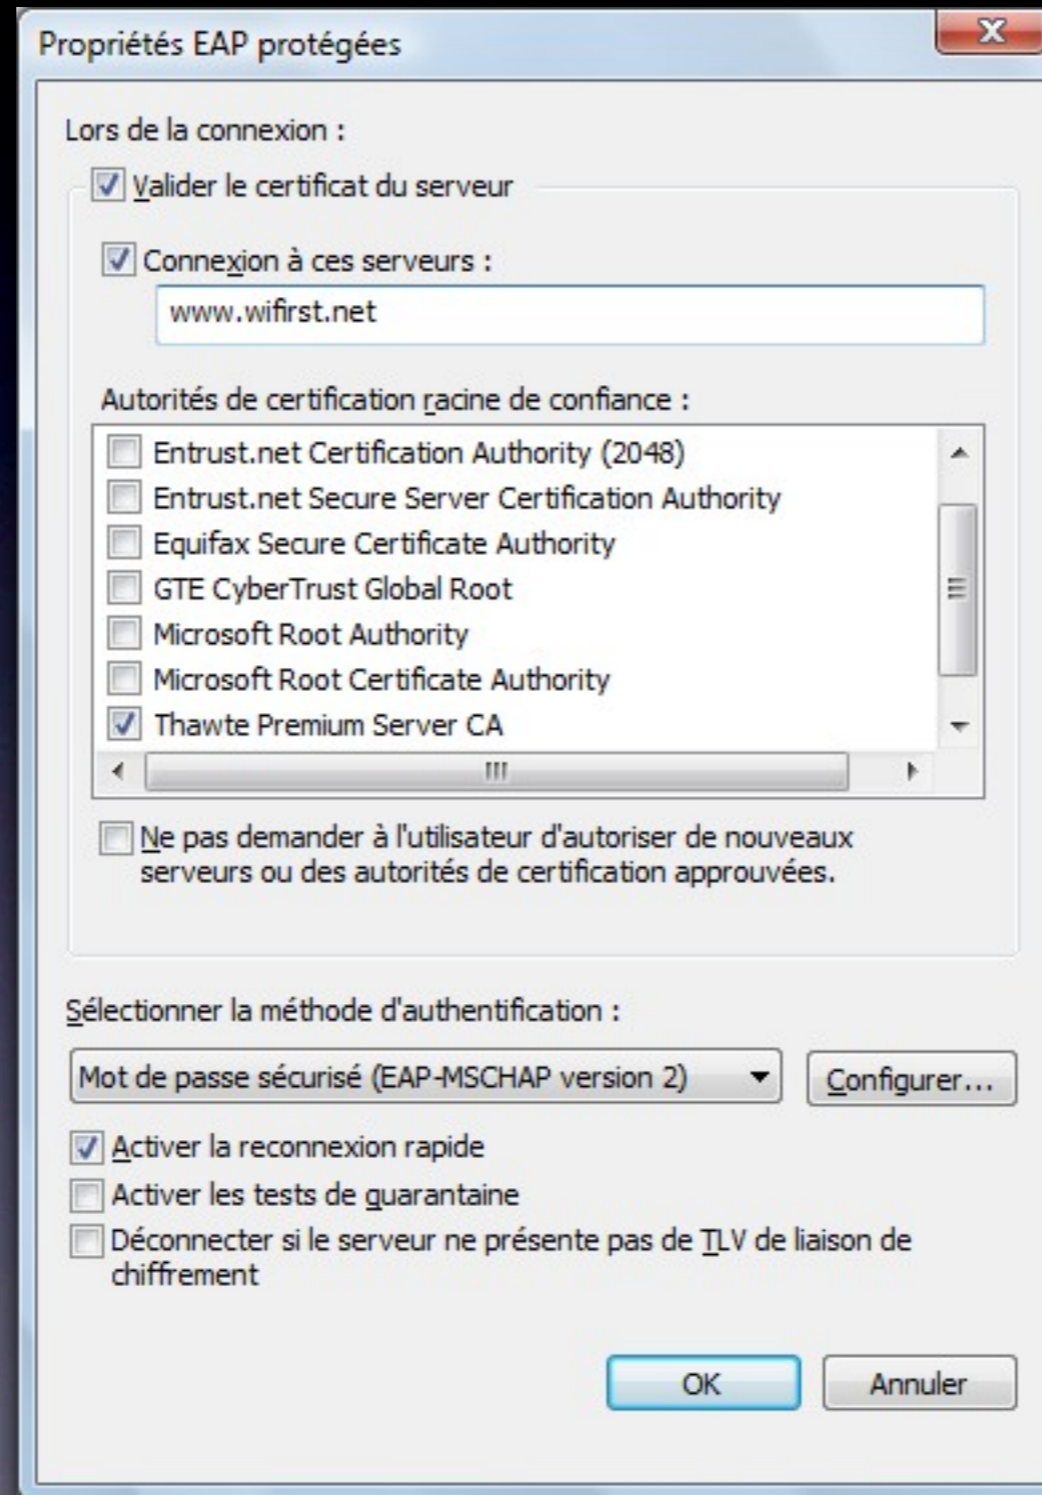 Propriétés EAP protégées
Lors de la connexion :
Valider le certificat du serveur
Connexion à ces serveurs :
www.wifirst.net
Autorités de certification racine de confiance :
Entrust.net Certification Authority (2048)
Entrust.net Secure Server Certification Authority
Equifax Secure Certificate Authority
GTE CyberTrust Global Root
Microsoft Root Authority
Microsoft Root Certificate Authority
Thawte Premium Server CA
Ne pas demander à l'utilisateur d'autoriser de nouveaux
serveurs ou des autorités de certification approuvées.
Sélectionner la méthode d'authentification :
Mot de passe sécurisé (EAP-MSCHAP version 2)
Configurer...
Activer la reconnexion rapide
Activer les tests de quarantaine
Déconnecter si le serveur ne présente pas de TLV de liaison de
chiffrement
OK
Annuler